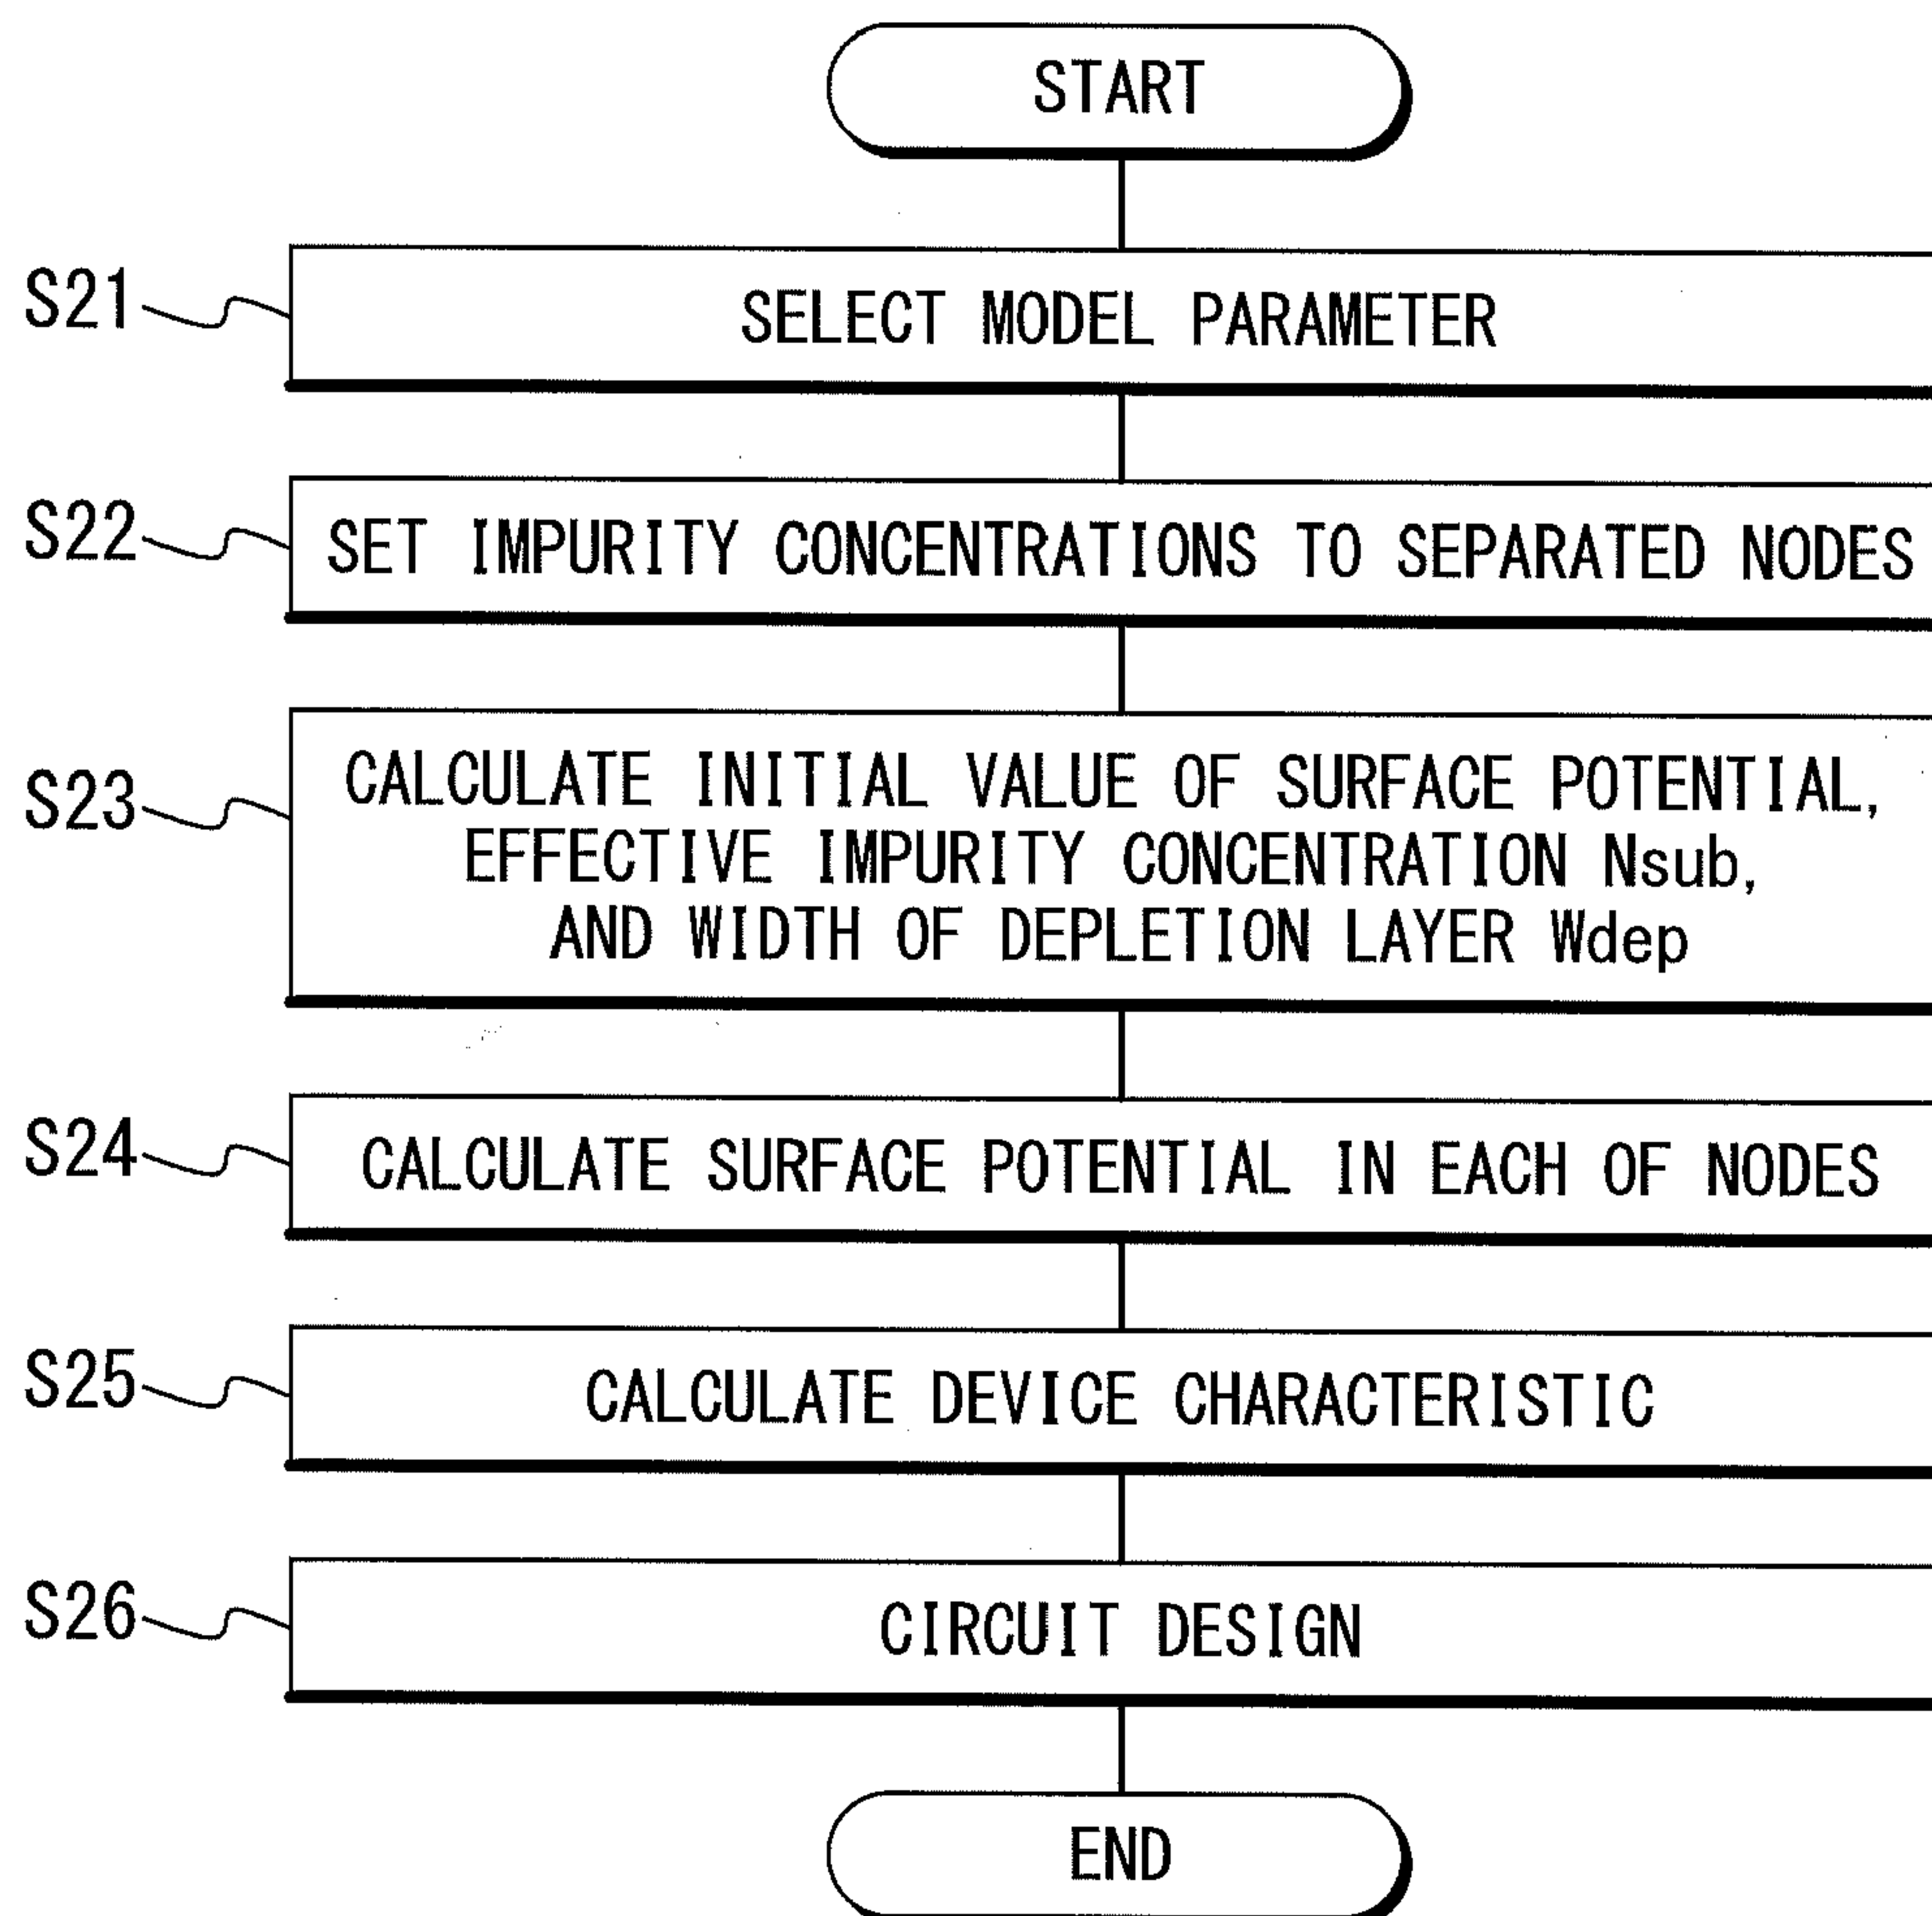 START
S21
SELECT MODEL PARAMETER
S22
SET IMPURITY CONCENTRATIONS TO SEPARATED NODES
S23
CALCULATE INITIAL VALUE OF SURFACE POTENTIAL,
EFFECTIVE IMPURITY CONCENTRATION Nsub,
AND WIDTH OF DEPLETION LAYER Wdep
S24
CALCULATE SURFACE POTENTIAL IN EACH OF NODES
S25
CALCULATE DEVICE CHARACTERISTIC
S26
CIRCUIT DESIGN
END